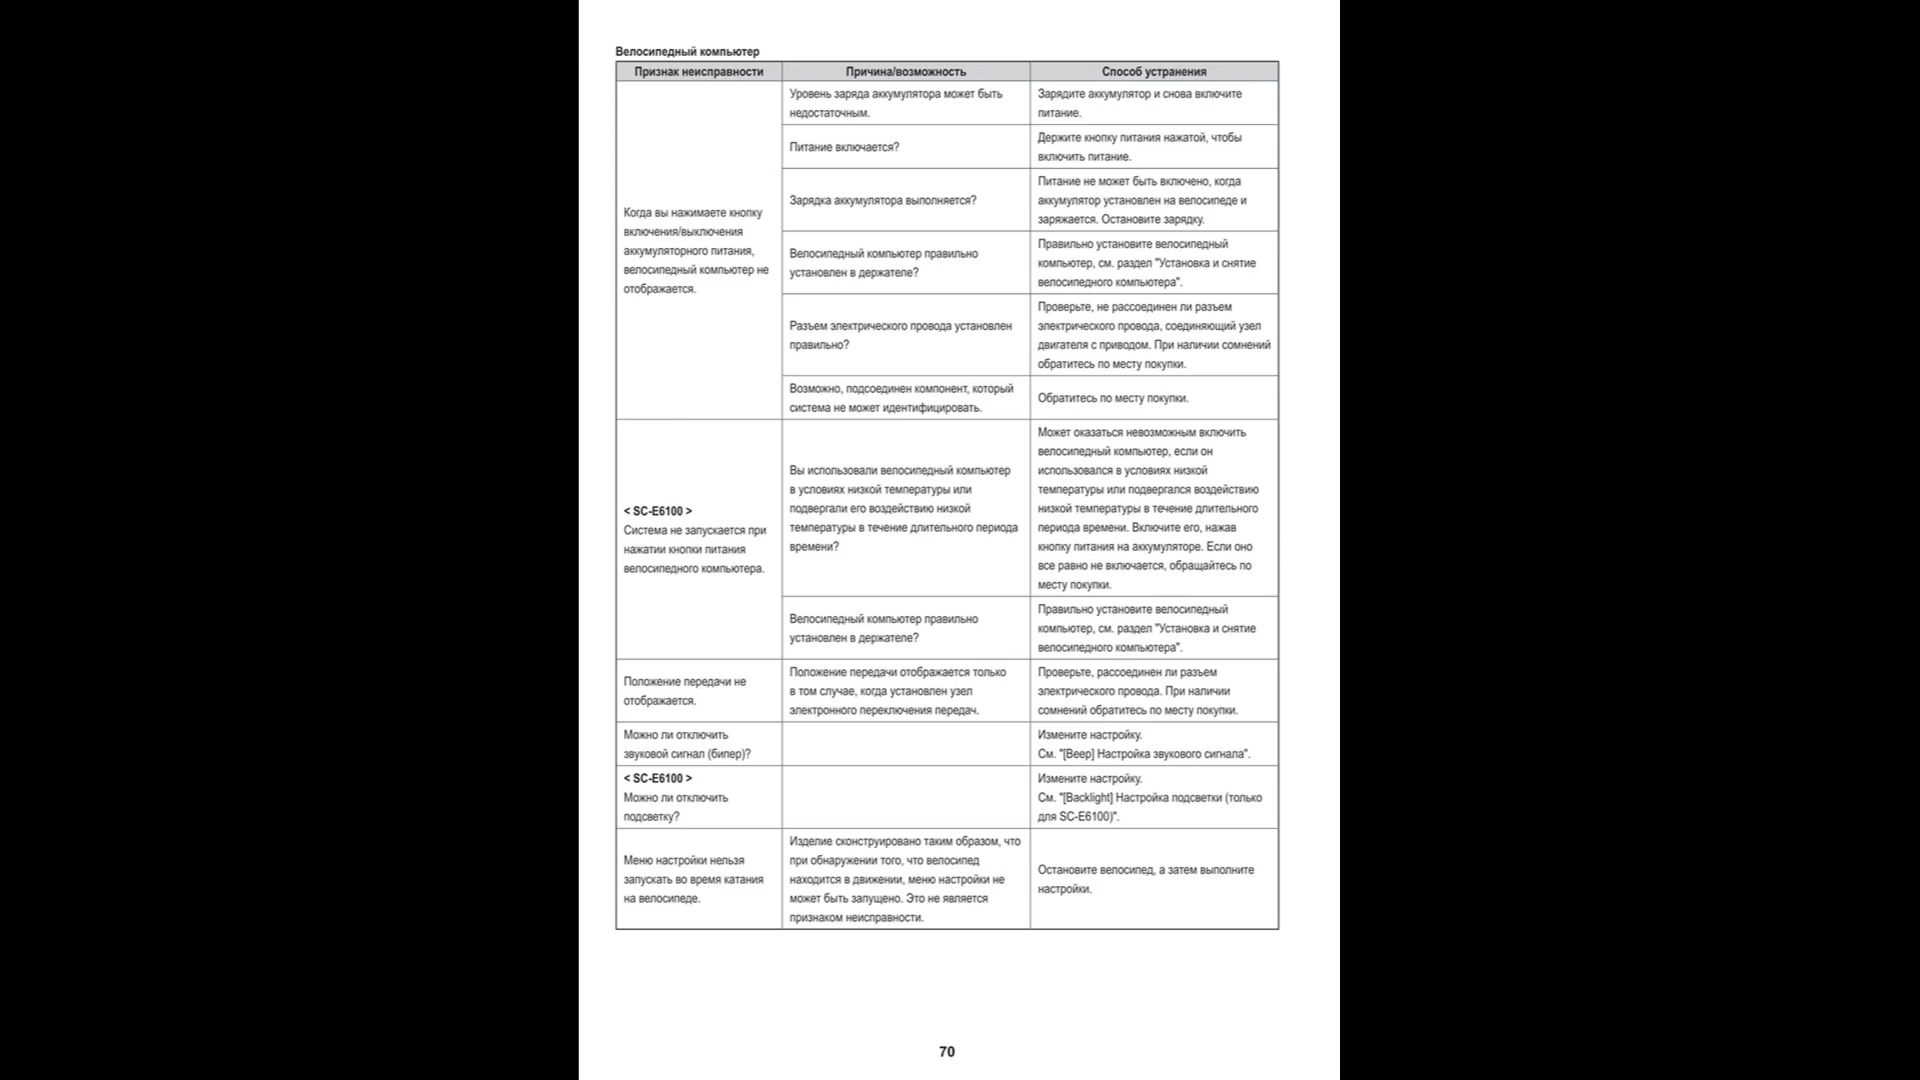 Велосипедный компьютер
Признак неисправности
Причина/возможность
Способ устранения
Когда вы нажимаете кнопку
включения/выключения
аккумуляторного питания,
велосипедный компьютер не
отображается.
Уровень заряда аккумулятора может быть
недостаточным.
Зарядите аккумулятор и снова включите
питание.
Питание включается?
Держите кнопку питания нажатой, чтобы
включить питание.
Зарядка аккумулятора выполняется?
Питание не может быть включено, когда
аккумулятор установлен на велосипеде и
заряжается. Остановите зарядку.
Велосипедный компьютер правильно
установлен в держателе?
Правильно установите велосипедный
компьютер, см. раздел "Установка и снятие
велосипедного компьютера".
Разъем электрического провода установлен
правильно?
Проверьте, не рассоединен ли разъем
электрического провода, соединяющий узел
двигателя с приводом. При наличии сомнений
обратитесь по месту покупки.
Возможно, подсоединен компонент, который
система не может идентифицировать.
Обратитесь по месту покупки.
< SC-E6100 >
Система не запускается при
нажатии кнопки питания
велосипедного компьютера.
Вы использовали велосипедный компьютер
в условиях низкой температуры или
подвергали его воздействию низкой
температуры в течение длительного периода
времени?
Может оказаться невозможным включить
велосипедный компьютер, если он
использовался в условиях низкой
температуры или подвергался воздействию
низкой температуры в течение длительного
периода времени. Включите его, нажав
кнопку питания на аккумуляторе. Если оно
все равно не включается, обращайтесь по
месту покупки.
Велосипедный компьютер правильно
установлен в держателе?
Правильно установите велосипедный
компьютер, см. раздел "Установка и снятие
велосипедного компьютера".
Положение передачи не
отображается.
Положение передачи отображается только
в том случае, когда установлен узел
электронного переключения передач.
Проверьте, рассоединен ли разъем
электрического провода. При наличии
сомнений обратитесь по месту покупки.
Можно ли отключить
звуковой сигнал (бипер)?
Измените настройку.
См. "[Beep] Настройка звукового сигнала".
< SC-E6100 >
Можно ли отключить
подсветку?
Измените настройку.
См. "[Backlight] Настройка подсветки (только
для SC-E6100)".
Меню настройки нельзя
запускать во время катания
на велосипеде.
Изделие сконструировано таким образом, что
при обнаружении того, что велосипед
находится в движении, меню настройки не
может быть запущено. Это не является
признаком неисправности.
Остановите велосипед, а затем выполните
настройки.
70